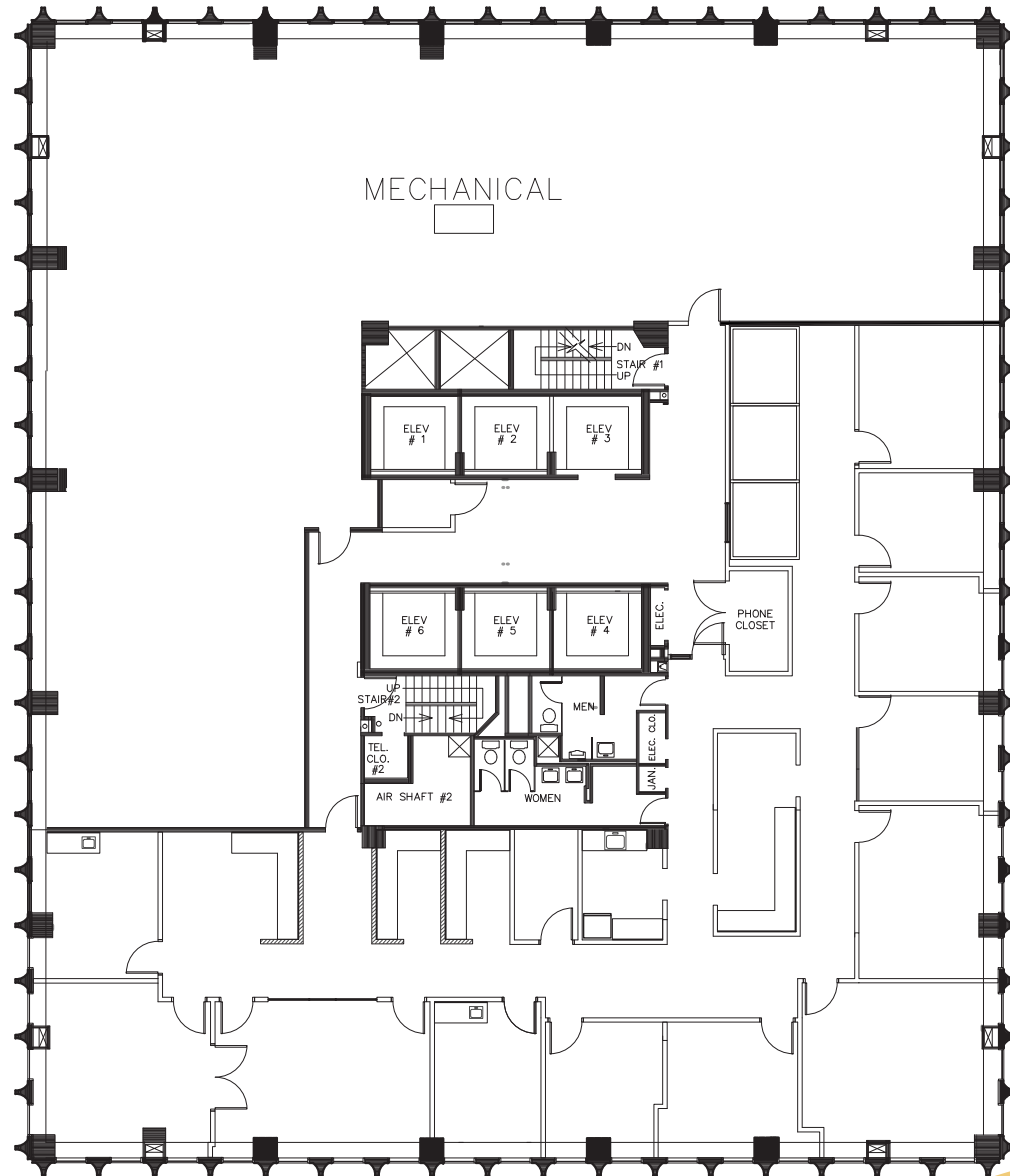 MECHANICAL
DN
STAIR #1
UP
ELEV
# 1
ELEV
# 2
ELEV
# 3
ELEV
# 6
ELEV
# 5
ELEV
# 4
ELEC.
PHONE
CLOSET
UP
STAIR#2
DN
MEN
ELEC. CLO.
TEL.
CLO.
#2
JAN.
AIR SHAFT #2
WOMEN